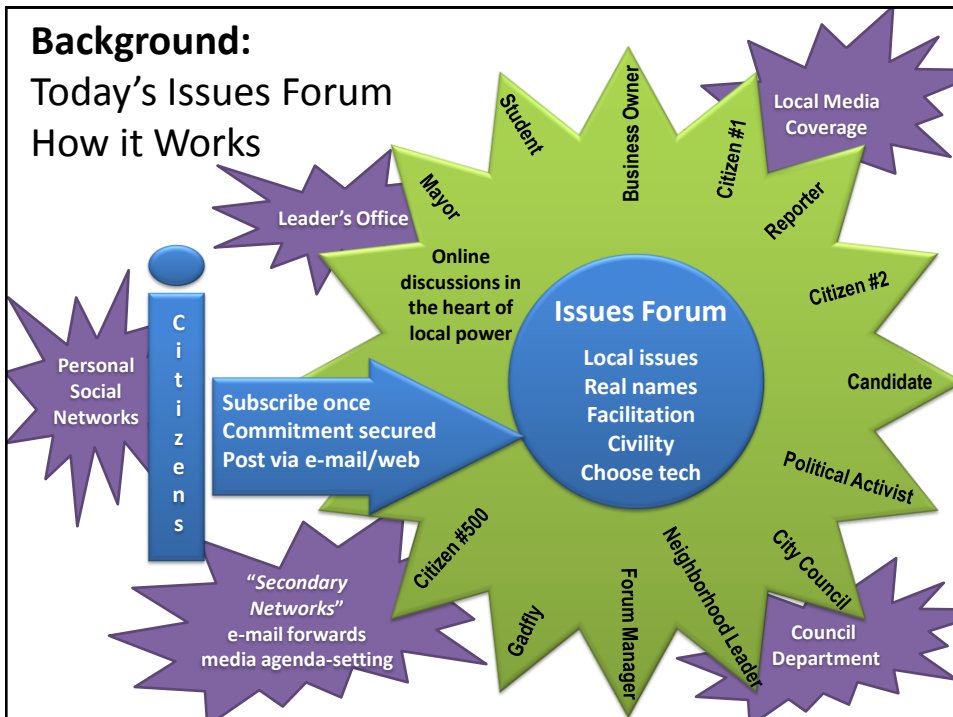 Background:
Today's Issues Forum
How it Works
Local Media
Coverage
Student
Business Owner
Citizen #1
Mayor
Reporter
Leader's Office
Online
discussions in
the heart of
local power
Citizen #2
Issues Forum
Local issues
Real names
Facilitation
Civility
Choose tech
Citizens
Personal
Social
Networks
Subscribe once
Commitment secured
Post via e-mail/web
Candidate
Political Activist
City Council
Neighborhood Leader
Forum Manager
Gadfly
Citizen #500
"Secondary
Networks"
e-mail forwards
media agenda-setting
Council
Department